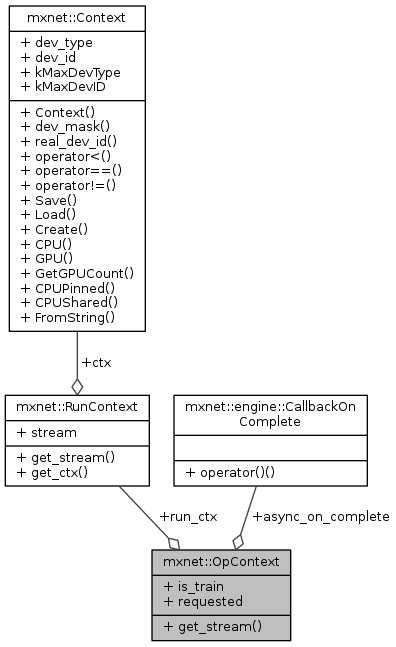 mxnet::Context
+ dev_type
+ dev_id
+ kMaxDevType
+ kMaxDevID
+ Context()
+ dev_mask()
+ real_dev_id()
+ operator<()
+ operator==()
+ operator!=()
+ Save()
+ Load()
+ Create()
+ CPU()
+ GPU()
+ GetGPUCount()
+ CPUPinned()
+ CPUShared()
+ FromString()
+ctx
mxnet::RunContext
+ stream
+ get_stream()
+ get_ctx()
mxnet::engine::CallbackOn
Complete
+ operator()()
+run_ctx
+async_on_complete
mxnet::OpContext
+ is_train
+ requested
+ get_stream()